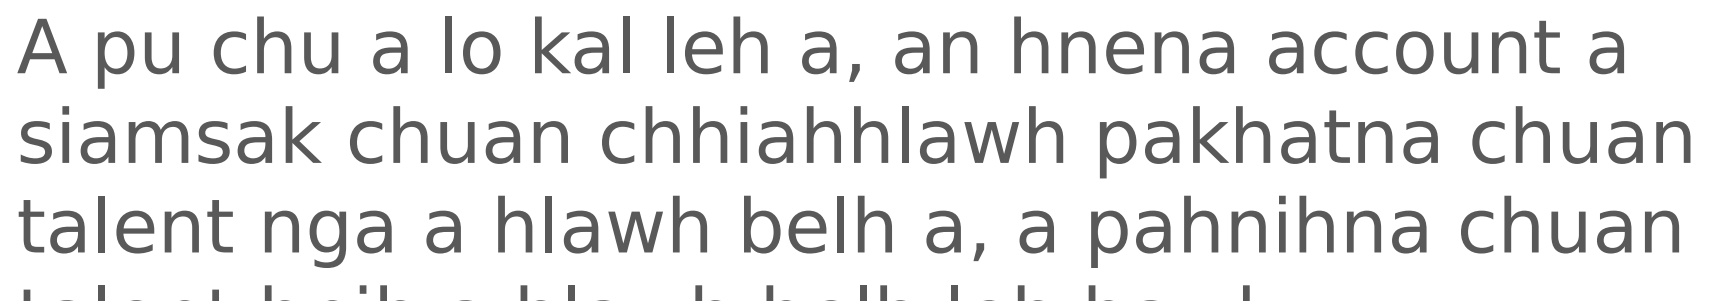 A pu chu a lo kal leh a, an hnena account a
siamsak chuan chhiahhlawh pakhatna chuan
talent nga a hlawh belh a, a pahnihna chuan